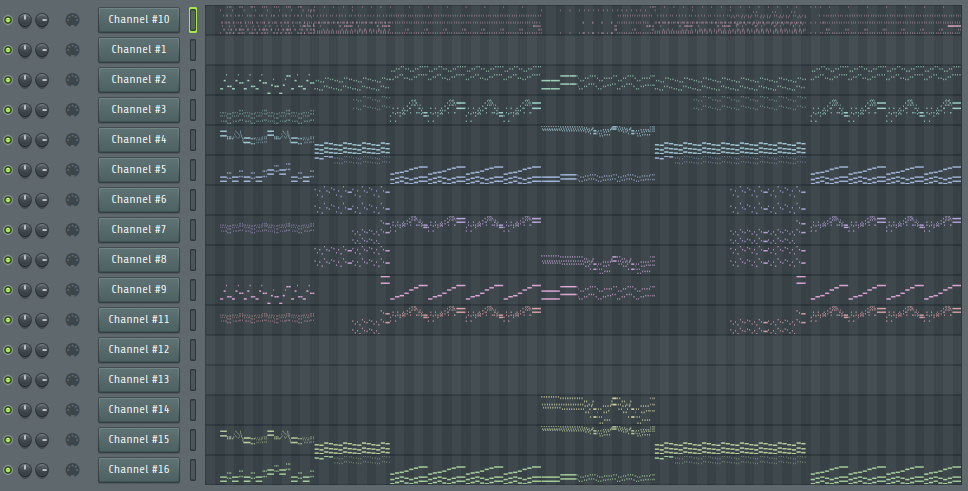 Channel #10
Channel #1
Channel #2
Channel #3
Channel #4
Channel #5
Channel #6
Channel #7
Channel #8
Channel #9
Channel #11
Channel #12
Channel #13
Channel #14
Channel #15
Channel #16